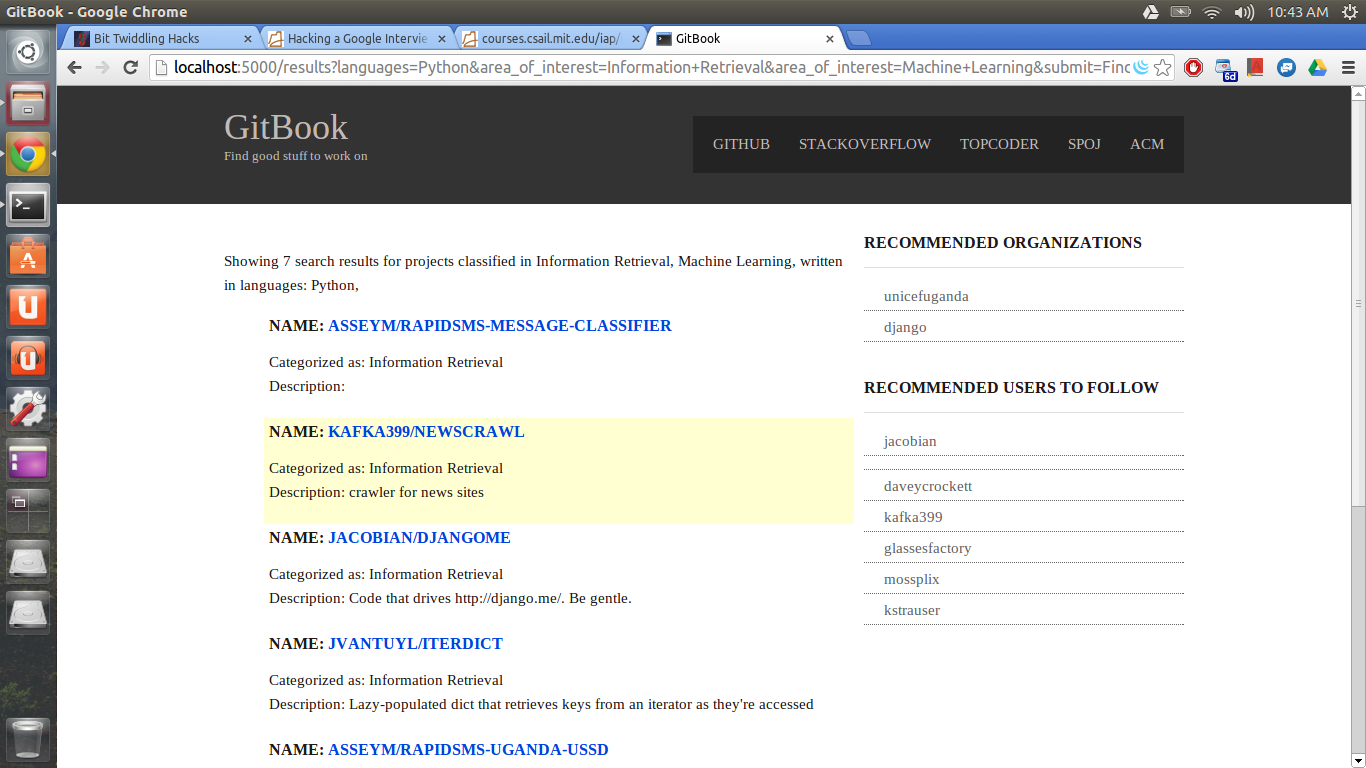 GitBook - Google Chrome
10:43 AM
Bit Twiddling Hacks
Hacking a Google Intervie
courses.csail.mit.edu/iap/
GitBook
localhost:5000/results?languages=Python&area_of_interest=Information+Retrieval&area_of_interest=Machine+Learning&submit=Finc
6d
GitBook
Find good stuff to work on
GITHUB STACKOVERFLOW TOPCODER SPOJ ACM
Showing 7 search results for projects classified in Information Retrieval, Machine Learning, written
in languages: Python,
NAME: ASSEYM/RAPIDSMS-MESSAGE-CLASSIFIER
Categorized as: Information Retrieval
Description:
NAME: KAFKA399/NEWSCRAWL
Categorized as: Information Retrieval
Description: crawler for news sites
NAME: JACOBIAN/DJANGOME
Categorized as: Information Retrieval
Description: Code that drives http://django.me/. Be gentle.
NAME: JVANTUYL/ITERDICT
Categorized as: Information Retrieval
Description: Lazy-populated dict that retrieves keys from an iterator as they're accessed
NAME: ASSEYM/RAPIDSMS-UGANDA-USSD
RECOMMENDED ORGANIZATIONS
unicefuganda
django
RECOMMENDED USERS TO FOLLOW
jacobian
daveycrockett
kafka399
glassesfactory
mossplix
kstrauser